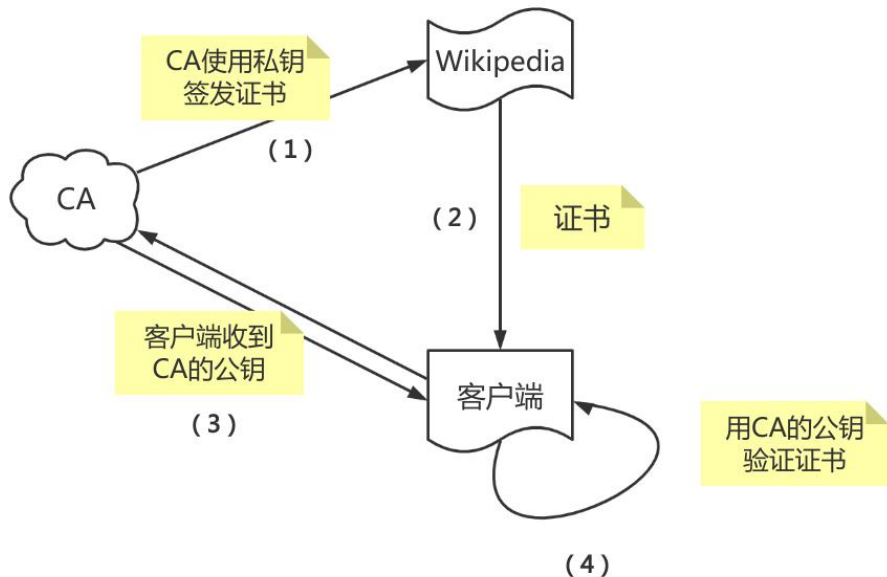 CA使用私钥
签发证书
Wikipedia
（1）
CA
（2）
证书
客户端收到
CA的公钥
（3）
客户端
用CA的公钥
验证证书
（4）